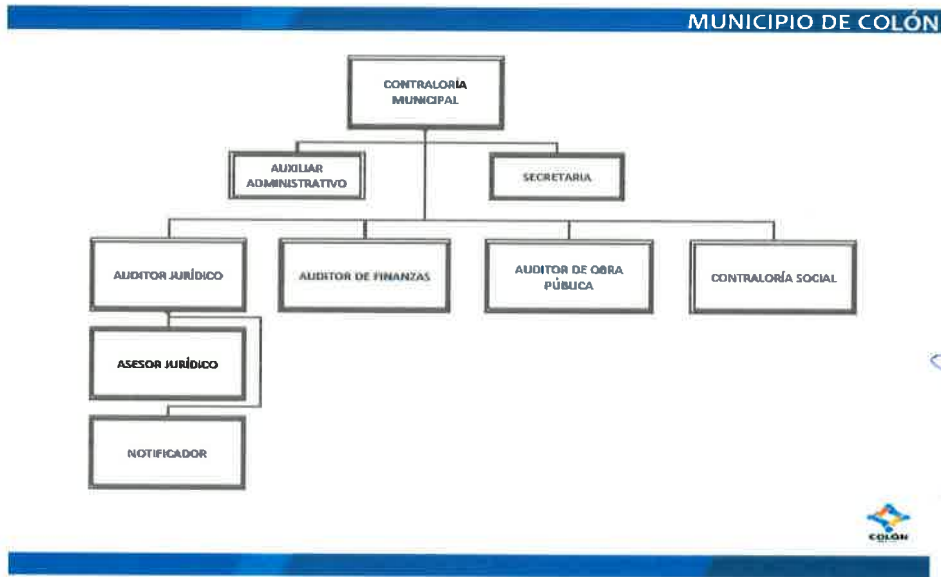 MUNICIPIO DE COLÓN
CONTRALORÍA
MUNICIPAL
AUXILIAR
ADMINISTRATIVO
SECRETARIA
AUDITOR JURÍDICO
AUDITOR DE FINANZAS
AUDITOR DE OBRA
PÚBLICA
CONTRALORÍA SOCIAL
ASESOR JURÍDICO
NOTIFICADOR
COLÓN